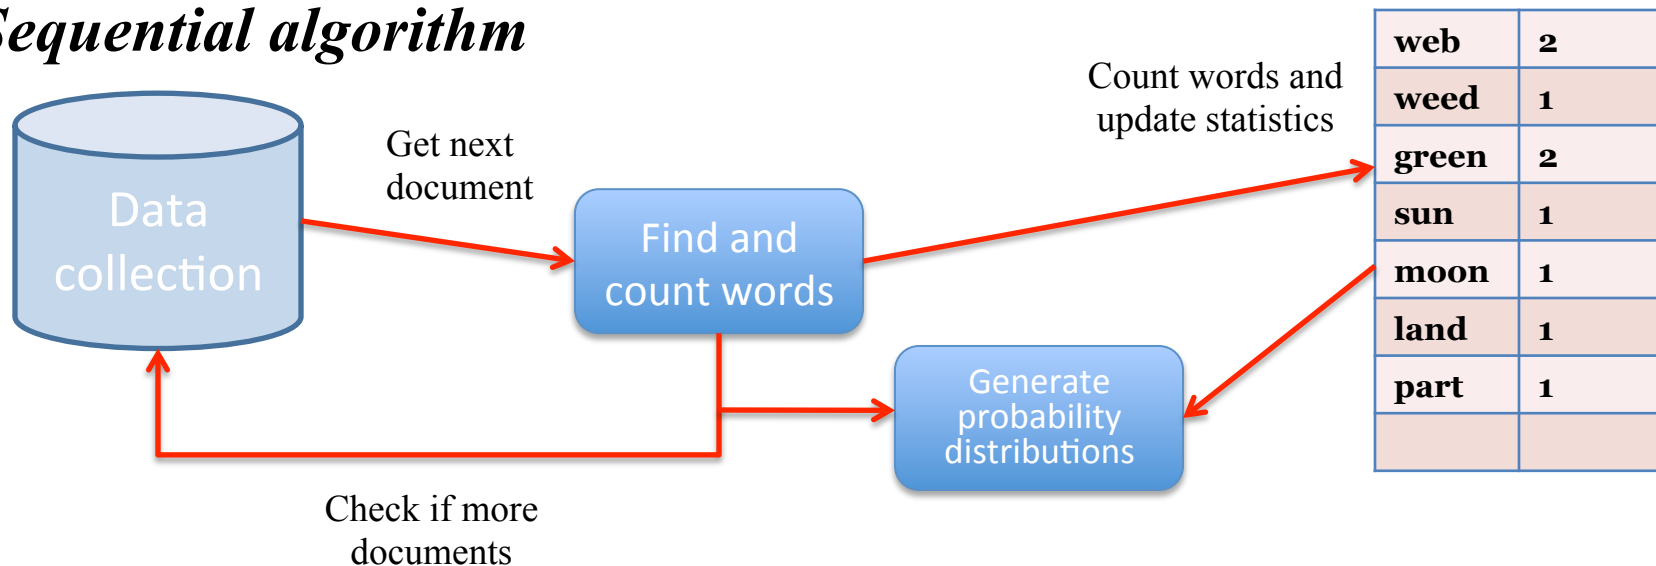 Sequential algorithm
Data
collection
Get next
document
Find and
count words
Count words and
update statistics
Check if more
documents
Generate
probability
distributions
web 2
weed 1
green 2
sun 1
moon 1
land 1
part 1